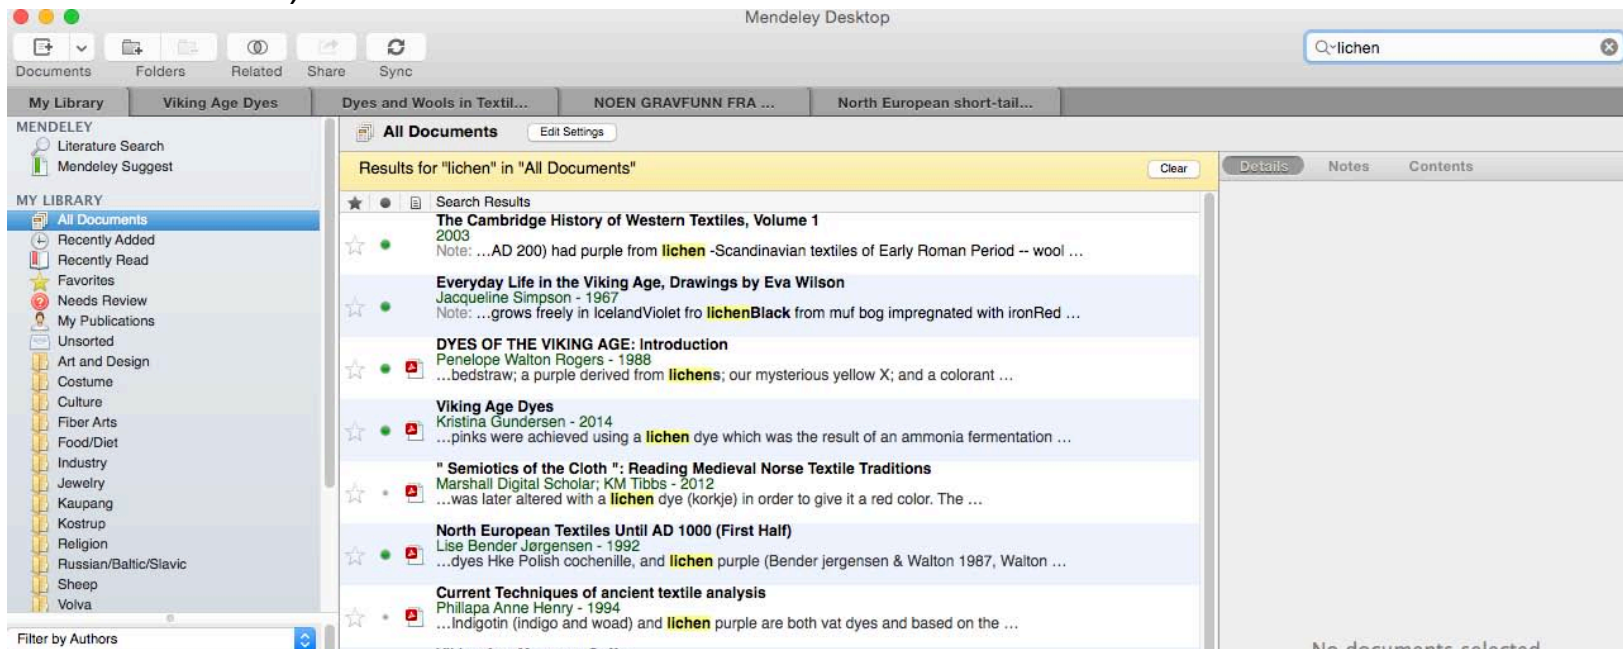 Mendeley Desktop
lichen
Documents Folders Related Share Sync
My Library Viking Age Dyes Dyes and Wools in Textil... NOEN GRAVFUNN FRA ... North European short-tail...
MENDELEY
Literature Search
Mendeley Suggest
MY LIBRARY
All Documents
Recently Added
Recently Read
Favorites
Needs Review
My Publications
Unsorted
Art and Design
Costume
Culture
Fiber Arts
Food/Diet
Industry
Jewelry
Kaupang
Kostrup
Religion
Russian/Baltic/Slavic
Sheep
Volva
Filter by Authors
All Documents Edit Settings
Results for "lichen" in "All Documents" Clear
Search Results
The Cambridge History of Western Textiles, Volume 1
2003
Note: ...AD 200) had purple from lichen -Scandinavian textiles of Early Roman Period -- wool ...
Everyday Life in the Viking Age, Drawings by Eva Wilson
Jacqueline Simpson - 1967
Note: ...grows freely in IcelandViolet fro lichenBlack from muf bog impregnated with ironRed ...
DYES OF THE VIKING AGE: Introduction
Penelope Walton Rogers - 1988
...bedstraw; a purple derived from lichens; our mysterious yellow X; and a colorant ...
Viking Age Dyes
Kristina Gundersen - 2014
...pinks were achieved using a lichen dye which was the result of an ammonia fermentation ...
" Semiotics of the Cloth ": Reading Medieval Norse Textile Traditions
Marshall Digital Scholar; KM Tibbs - 2012
...was later altered with a lichen dye (korkje) in order to give it a red color. The ...
North European Textiles Until AD 1000 (First Half)
Lise Bender Jørgensen - 1992
...dyes Hke Polish cochenille, and lichen purple (Bender jergensen & Walton 1987, Walton ...
Current Techniques of ancient textile analysis
Phillapa Anne Henry - 1994
...Indigotin (indigo and woad) and lichen purple are both vat dyes and based on the ...
Details Notes Contents
No documents selected